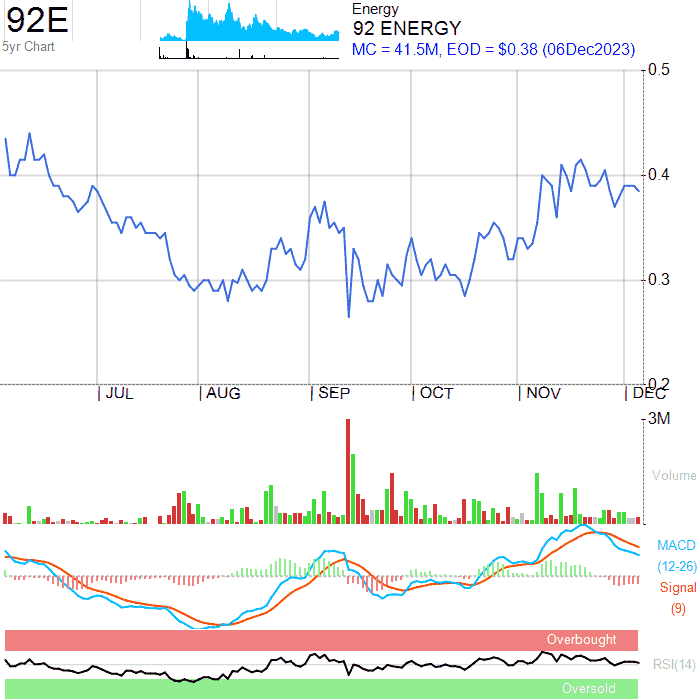 92E
5yr Chart
Energy
92 ENERGY
MC = 41.5M, EOD = $0.38 (06Dec2023)
0.5
0.4
0.3
0.2
JUL AUG SEP OCT NOV DEC
3M
Volume
MACD
(12-26)
Signal
(9)
Overbought
RSI(14)
Oversold